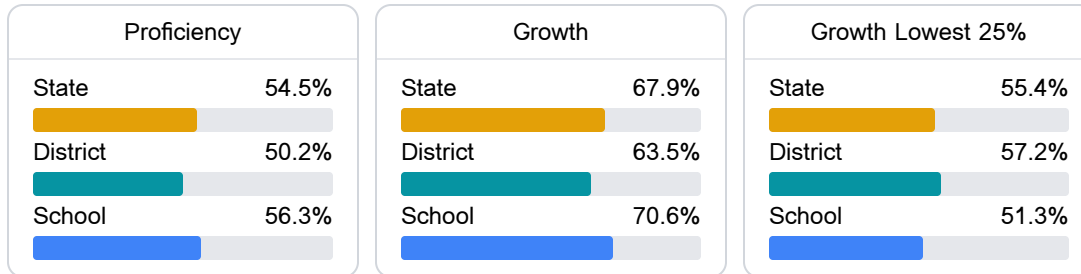 Proficiency
State 54.5%
District 50.2%
School 56.3%
Growth
State 67.9%
District 63.5%
School 70.6%
Growth Lowest 25%
State 55.4%
District 57.2%
School 51.3%